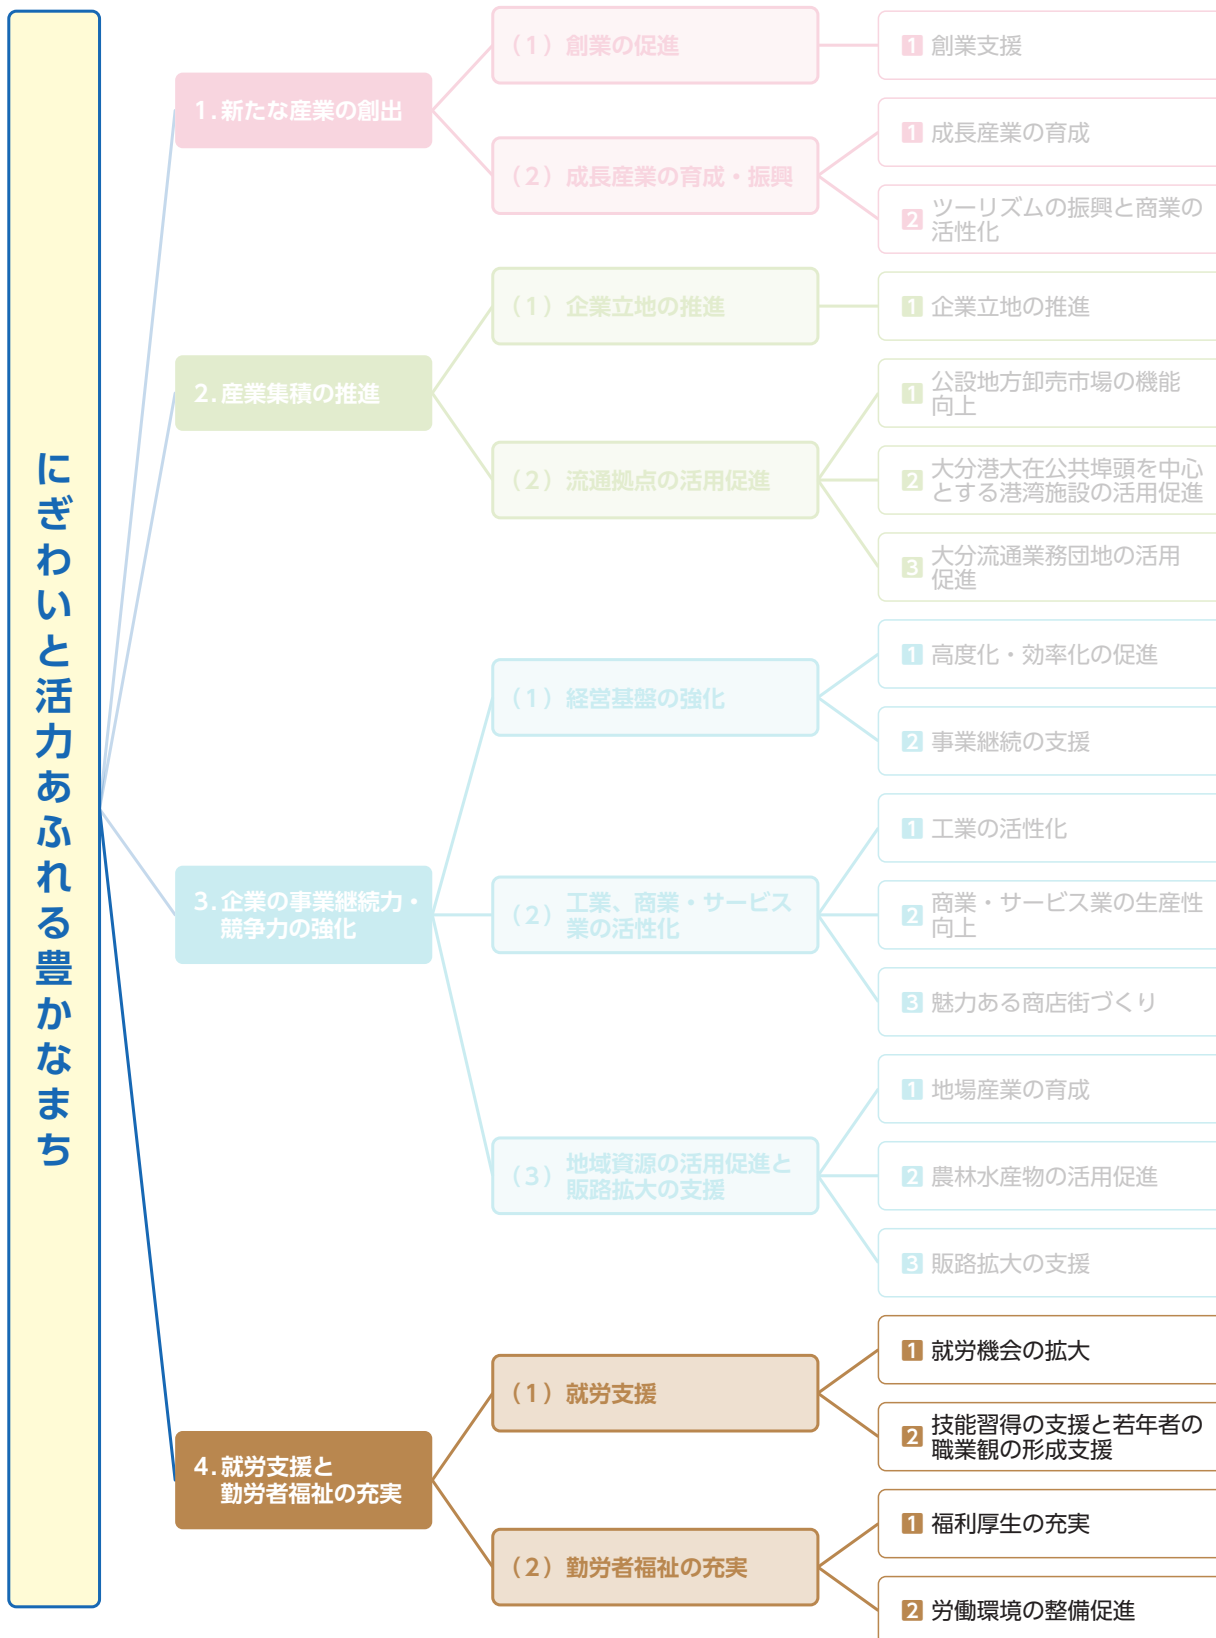 にぎわいと活力あふれる豊かなまち
1.新たな産業の創出
（1）創業の促進
1 創業支援
（2）成長産業の育成・振興
1 成長産業の育成
2 ツーリズムの振興と商業の
活性化
2.産業集積の推進
（1）企業立地の推進
1 企業立地の推進
（2）流通拠点の活用促進
1 公設地方卸売市場の機能
向上
2 大分港大在公共埠頭を中心
とする港湾施設の活用促進
3 大分流通業務団地の活用
促進
3.企業の事業継続力・
競争力の強化
（1）経営基盤の強化
1 高度化・効率化の促進
2 事業継続の支援
（2）工業、商業・サービス
業の活性化
1 工業の活性化
2 商業・サービス業の生産性
向上
3 魅力ある商店街づくり
（3）地域資源の活用促進と
販路拡大の支援
1 地場産業の育成
2 農林水産物の活用促進
3 販路拡大の支援
4.就労支援と
勤労者福祉の充実
（1）就労支援
1 就労機会の拡大
2 技能習得の支援と若年者の
職業観の形成支援
（2）勤労者福祉の充実
1 福利厚生の充実
2 労働環境の整備促進